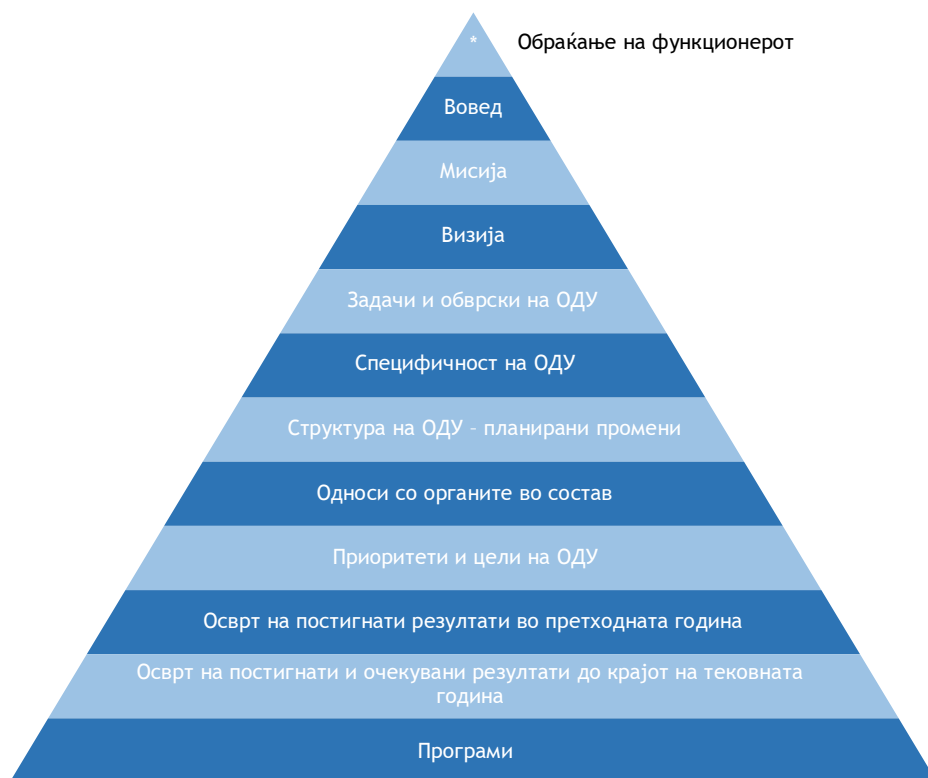 *
Обраќање на функционерот
Вовед
Мисија
Визија
Задачи и обврски на ОДУ
Специфичност на ОДУ
Структура на ОДУ - планирани промени
Односи со органите во состав
Приоритети и цели на ОДУ
Осврт на постигнати резултати во претходната година
Осврт на постигнати и очекувани резултати до крајот на тековната
година
Програми